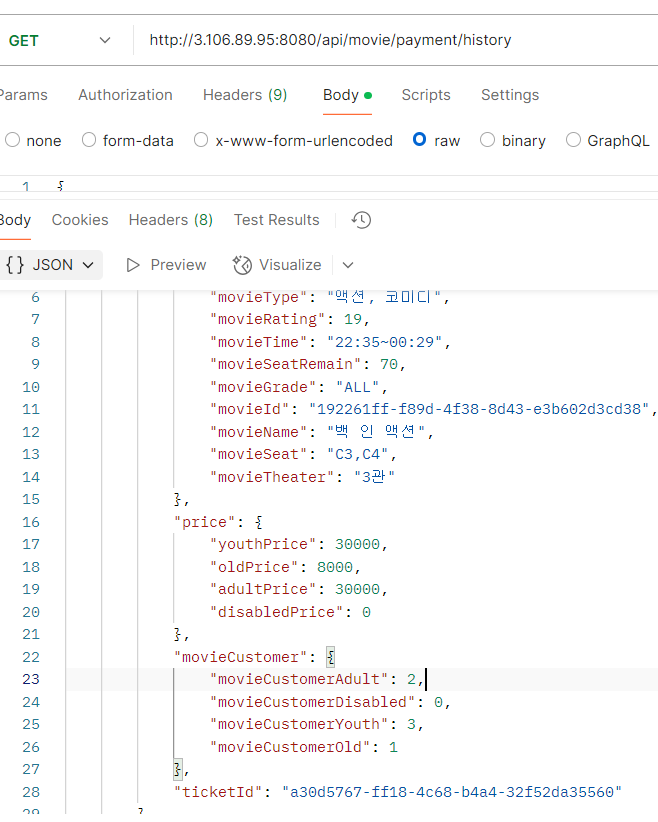 GET http://3.106.89.95:8080/api/movie/payment/history
Params Authorization Headers (9) Body Scripts Settings
none form-data x-www-form-urlencoded raw binary GraphQL
1 {
Body Cookies Headers (8) Test Results
{} JSON Preview Visualize
6 "movieType": "액션, 코미디",
7 "movieRating": 19,
8 "movieTime": "22:35~00:29",
9 "movieSeatRemain": 70,
10 "movieGrade": "ALL",
11 "movieId": "192261ff-f89d-4f38-8d43-e3b602d3cd38",
12 "movieName": "백 인 액션",
13 "movieSeat": "C3,C4",
14 "movieTheater": "3관"
15 },
16 "price": {
17 "youthPrice": 30000,
18 "oldPrice": 8000,
19 "adultPrice": 30000,
20 "disabledPrice": 0
21 },
22 "movieCustomer": {
23 "movieCustomerAdult": 2,
24 "movieCustomerDisabled": 0,
25 "movieCustomerYouth": 3,
26 "movieCustomerOld": 1
27 },
28 "ticketId": "a30d5767-ff18-4c68-b4a4-32f52da35560"
29 }